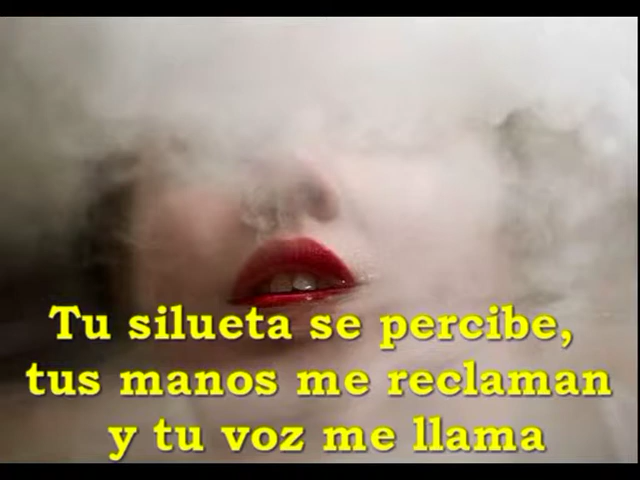 Tu silueta se percibe,
tus manos me reclaman
y tu voz me llama